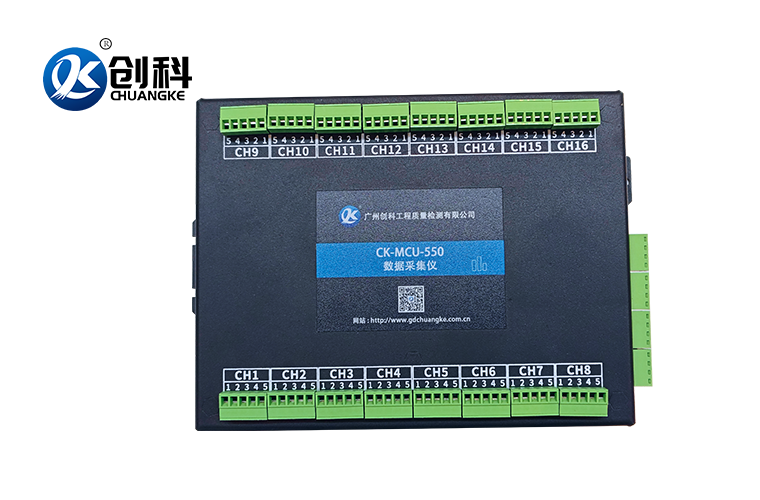 ® 创科
CHUANGKE
5 4 3 2 1 5 4 3 2 1 5 4 3 2 1 5 4 3 2 1 5 4 3 2 1 5 4 3 2 1 5 4 3 2 1 5 4 3 2 1
CH9 CH10 CH11 CH12 CH13 CH14 CH15 CH16
广州创科工程质量检测有限公司
CK-MCU-550
数据采集仪
网站：http://www.gdchuangke.com.cn
CH1 CH2 CH3 CH4 CH5 CH6 CH7 CH8
1 2 3 4 5 1 2 3 4 5 1 2 3 4 5 1 2 3 4 5 1 2 3 4 5 1 2 3 4 5 1 2 3 4 5 1 2 3 4 5